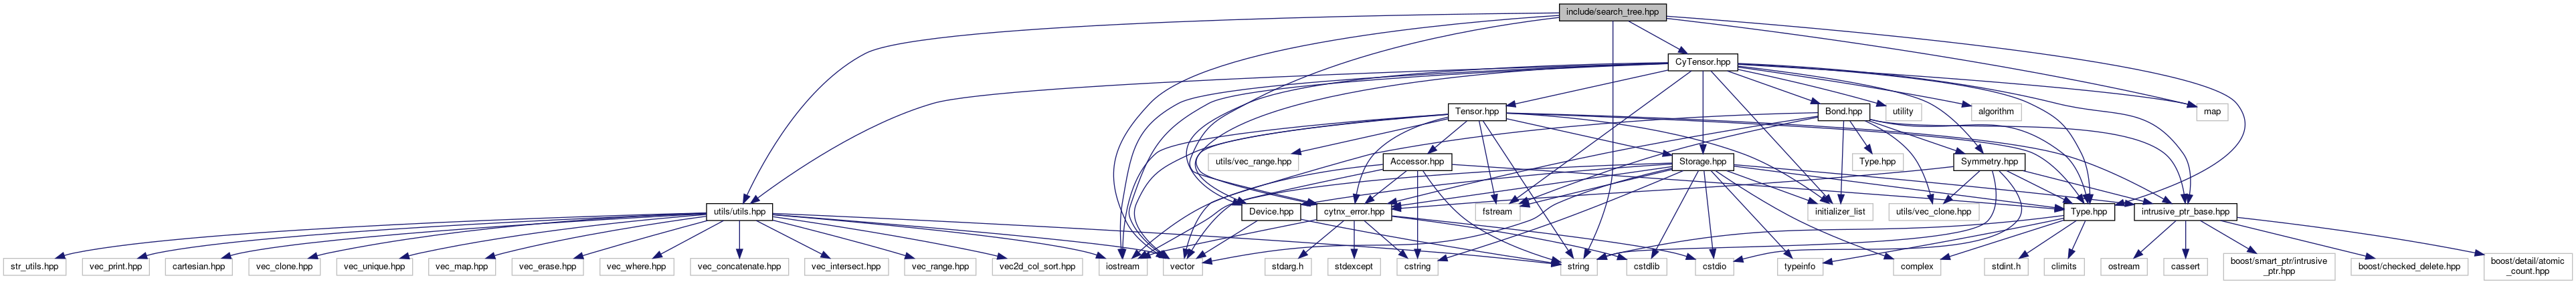 include/search_tree.hpp
CyTensor.hpp
Tensor.hpp
Bond.hpp
utility
algorithm
map
utils/vec_range.hpp
Accessor.hpp
Storage.hpp
Type.hpp
Symmetry.hpp
utils/utils.hpp
Device.hpp
cytnx_error.hpp
fstream
initializer_list
utils/vec_clone.hpp
Type.hpp
intrusive_ptr_base.hpp
str_utils.hpp
vec_print.hpp
cartesian.hpp
vec_clone.hpp
vec_unique.hpp
vec_map.hpp
vec_erase.hpp
vec_where.hpp
vec_concatenate.hpp
vec_intersect.hpp
vec_range.hpp
vec2d_col_sort.hpp
iostream
vector
stdarg.h
stdexcept
cstring
string
cstdlib
cstdio
typeinfo
complex
stdint.h
climits
ostream
cassert
boost/smart_ptr/intrusive
_ptr.hpp
boost/checked_delete.hpp
boost/detail/atomic
_count.hpp